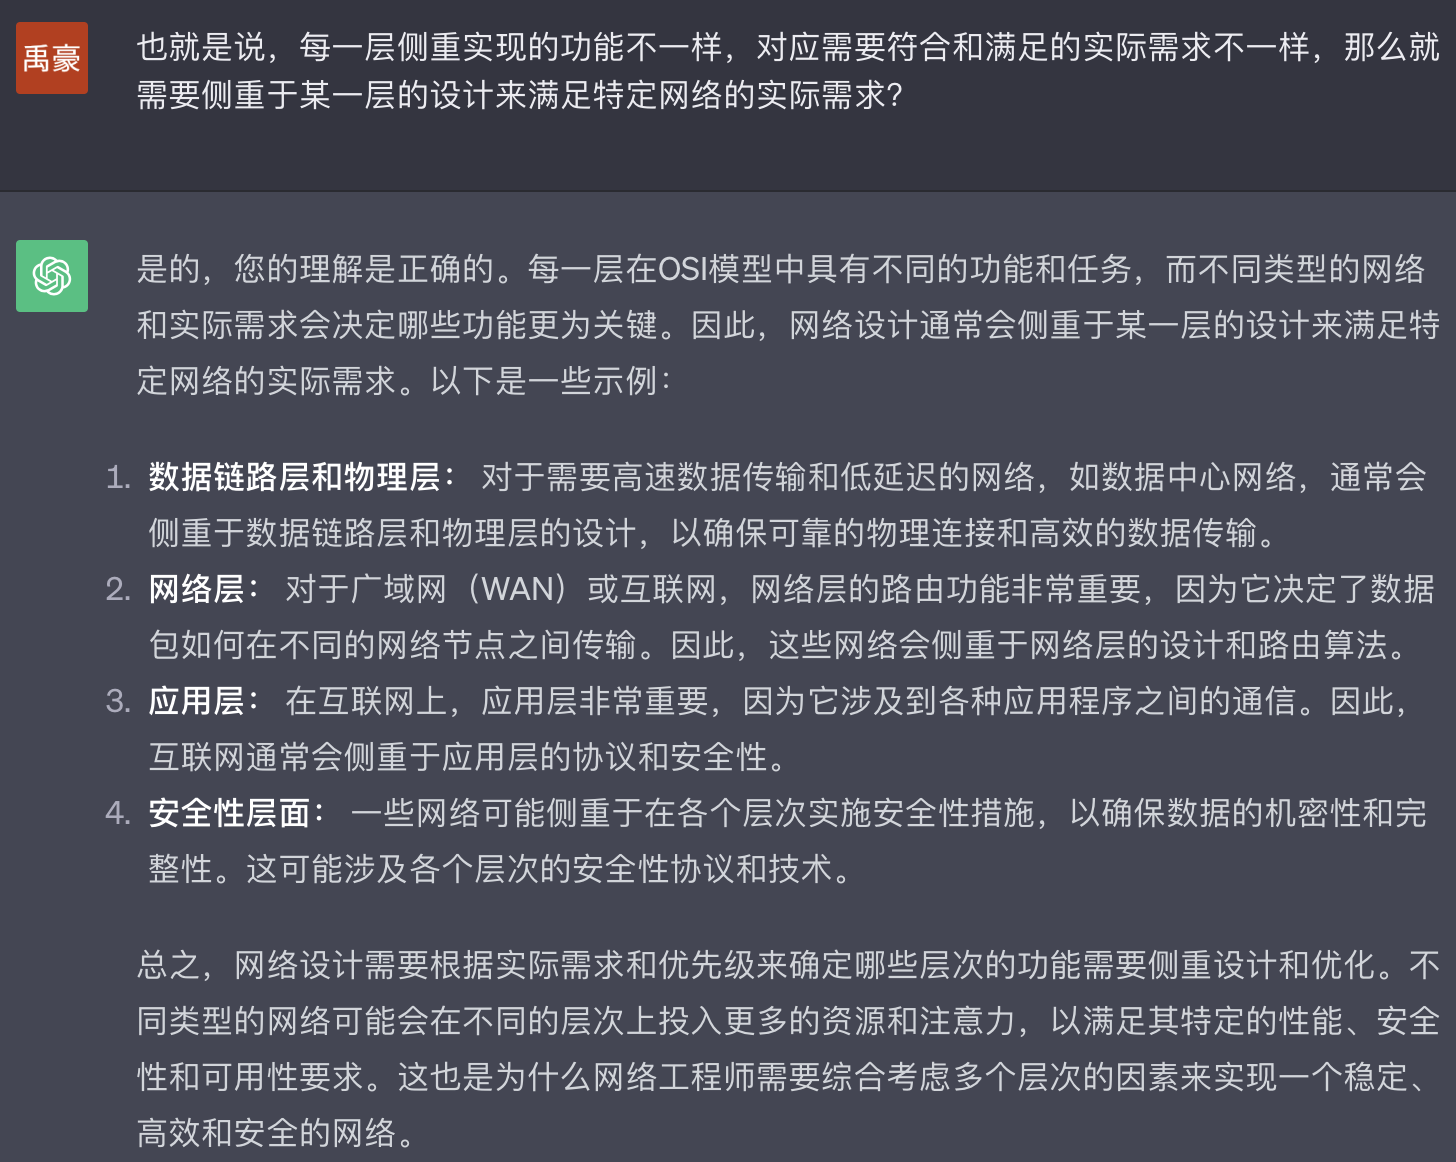 禹豪
也就是说，每一层侧重实现的功能不一样，对应需要符合和满足的实际需求不一样，那么就
需要侧重于某一层的设计来满足特定网络的实际需求？
是的，您的理解是正确的。每一层在OSI模型中具有不同的功能和任务，而不同类型的网络
和实际需求会决定哪些功能更为关键。因此，网络设计通常会侧重于某一层的设计来满足特
定网络的实际需求。以下是一些示例：
1. 数据链路层和物理层： 对于需要高速数据传输和低延迟的网络，如数据中心网络，通常会
侧重于数据链路层和物理层的设计，以确保可靠的物理连接和高效的数据传输。
2. 网络层： 对于广域网（WAN）或互联网，网络层的路由功能非常重要，因为它决定了数据
包如何在不同的网络节点之间传输。因此，这些网络会侧重于网络层的设计和路由算法。
3. 应用层： 在互联网上，应用层非常重要，因为它涉及到各种应用程序之间的通信。因此，
互联网通常会侧重于应用层的协议和安全性。
4. 安全性层面： 一些网络可能侧重于在各个层次实施安全性措施，以确保数据的机密性和完
整性。这可能涉及各个层次的安全性协议和技术。
总之，网络设计需要根据实际需求和优先级来确定哪些层次的功能需要侧重设计和优化。不
同类型的网络可能会在不同的层次上投入更多的资源和注意力，以满足其特定的性能、安全
性和可用性要求。这也是为什么网络工程师需要综合考虑多个层次的因素来实现一个稳定、
高效和安全的网络。